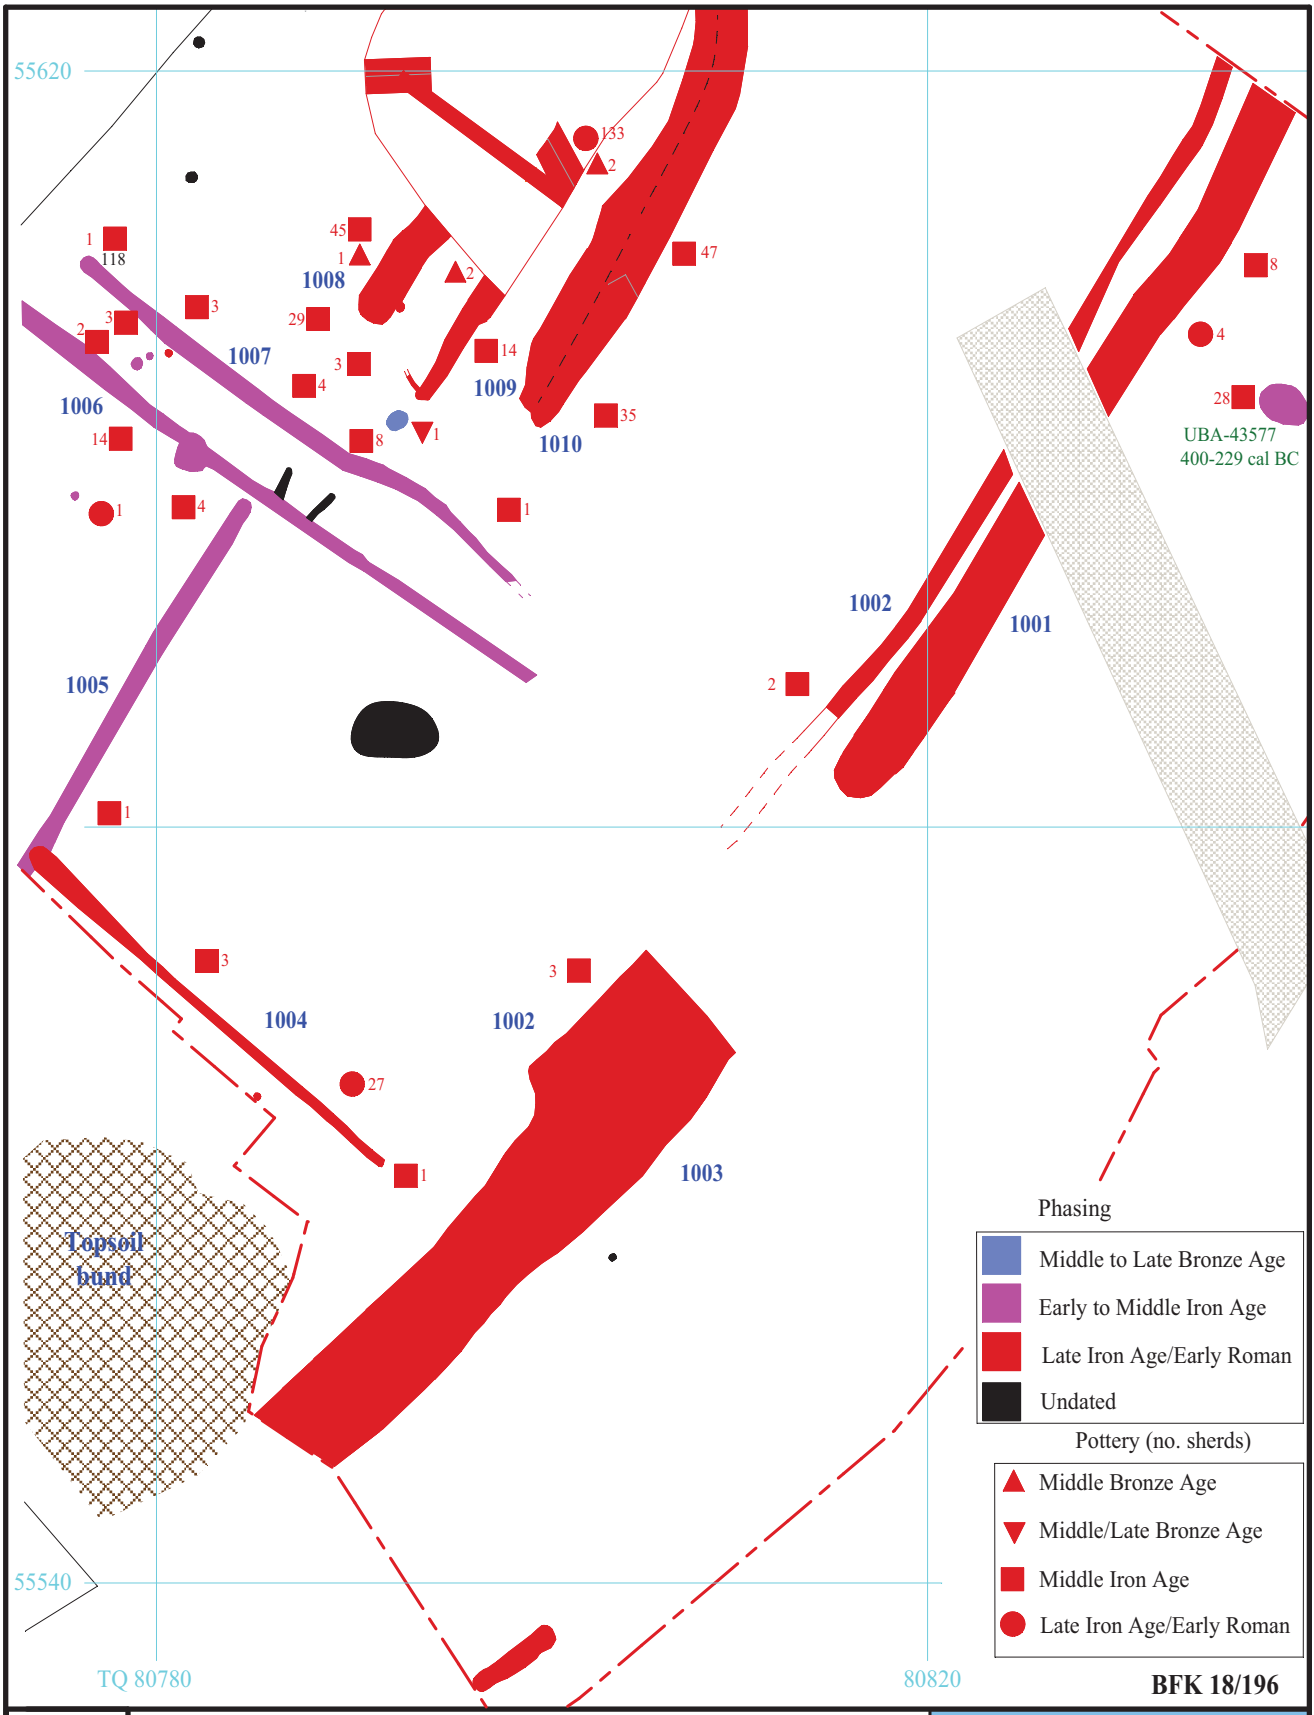 55620
133
2
45
1
118
1
1008
2
47
8
3
29
3
2
4
14
1007
3
4
1009
28
1006
35
14
8
1
1010
UBA-43577
400-229 cal BC
4
1
1
1002
1001
1005
2
1
3
3
1004
1002
27
1
1003
Phasing
Topsoil
bund
Middle to Late Bronze Age
Early to Middle Iron Age
Late Iron Age/Early Roman
Undated
Pottery (no. sherds)
Middle Bronze Age
Middle/Late Bronze Age
55540
Middle Iron Age
Late Iron Age/Early Roman
TQ 80780
80820
BFK 18/196